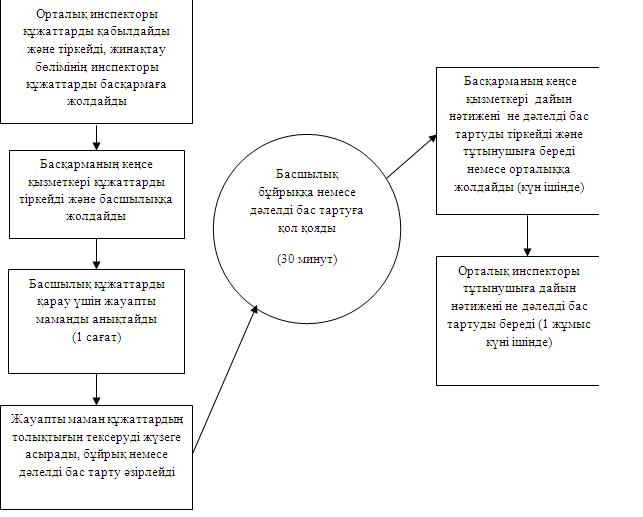 Орталық инспекторы
құжаттарды қабылдайды
және тіркейді, жинақтау
бөлімінің инспекторы
құжаттарды басқармаға
жолдайды
Басқарманың кеңсе
қызметкері құжаттарды
тіркейді және басшылыққа
жолдайды
Басшылық құжаттарды
қарау үшін жауапты
маманды анықтайды
(1 сағат)
Жауапты маман құжаттардың
толықтығын тексеруді жүзеге
асырады, бұйрық немесе
дәлелді бас тарту әзірлейді
Басшылық
бұйрыққа немесе
дәлелді бас тартуға
қол қояды
(30 минут)
Басқарманың кеңсе
қызметкері дайын
нәтижені не дәлелді бас
тартуды тіркейді және
тұтынушыға береді
немесе орталыққа
жолдайды (күн ішінде)
Орталық инспекторы
тұтынушыға дайын
нәтижені не дәлелді бас
тартуды береді (1 жұмыс
күні ішінде)